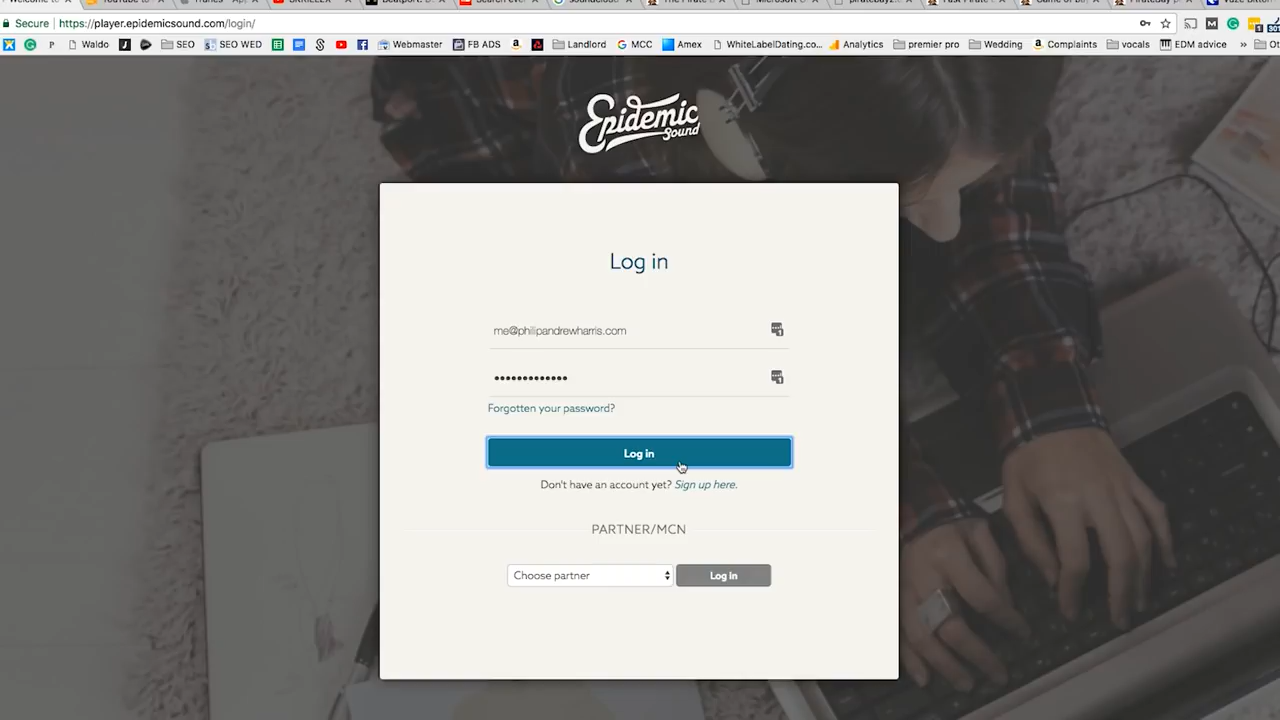 Secure
https://player.epidemicsound.com/login/
Waldo
SEO
SEO WED
Webmaster
FB ADS
Landlord
MCC
Amex
WhiteLabelDating.co...
Analytics
premier pro
Wedding
Complaints
vocals
EDM advice
»
Epidemic
Sound
Log in
me@philipandrewharris.com
•••••••••••••
Forgotten your password?
Log in
Don't have an account yet? Sign up here.
PARTNER/MCN
Choose partner
Log in